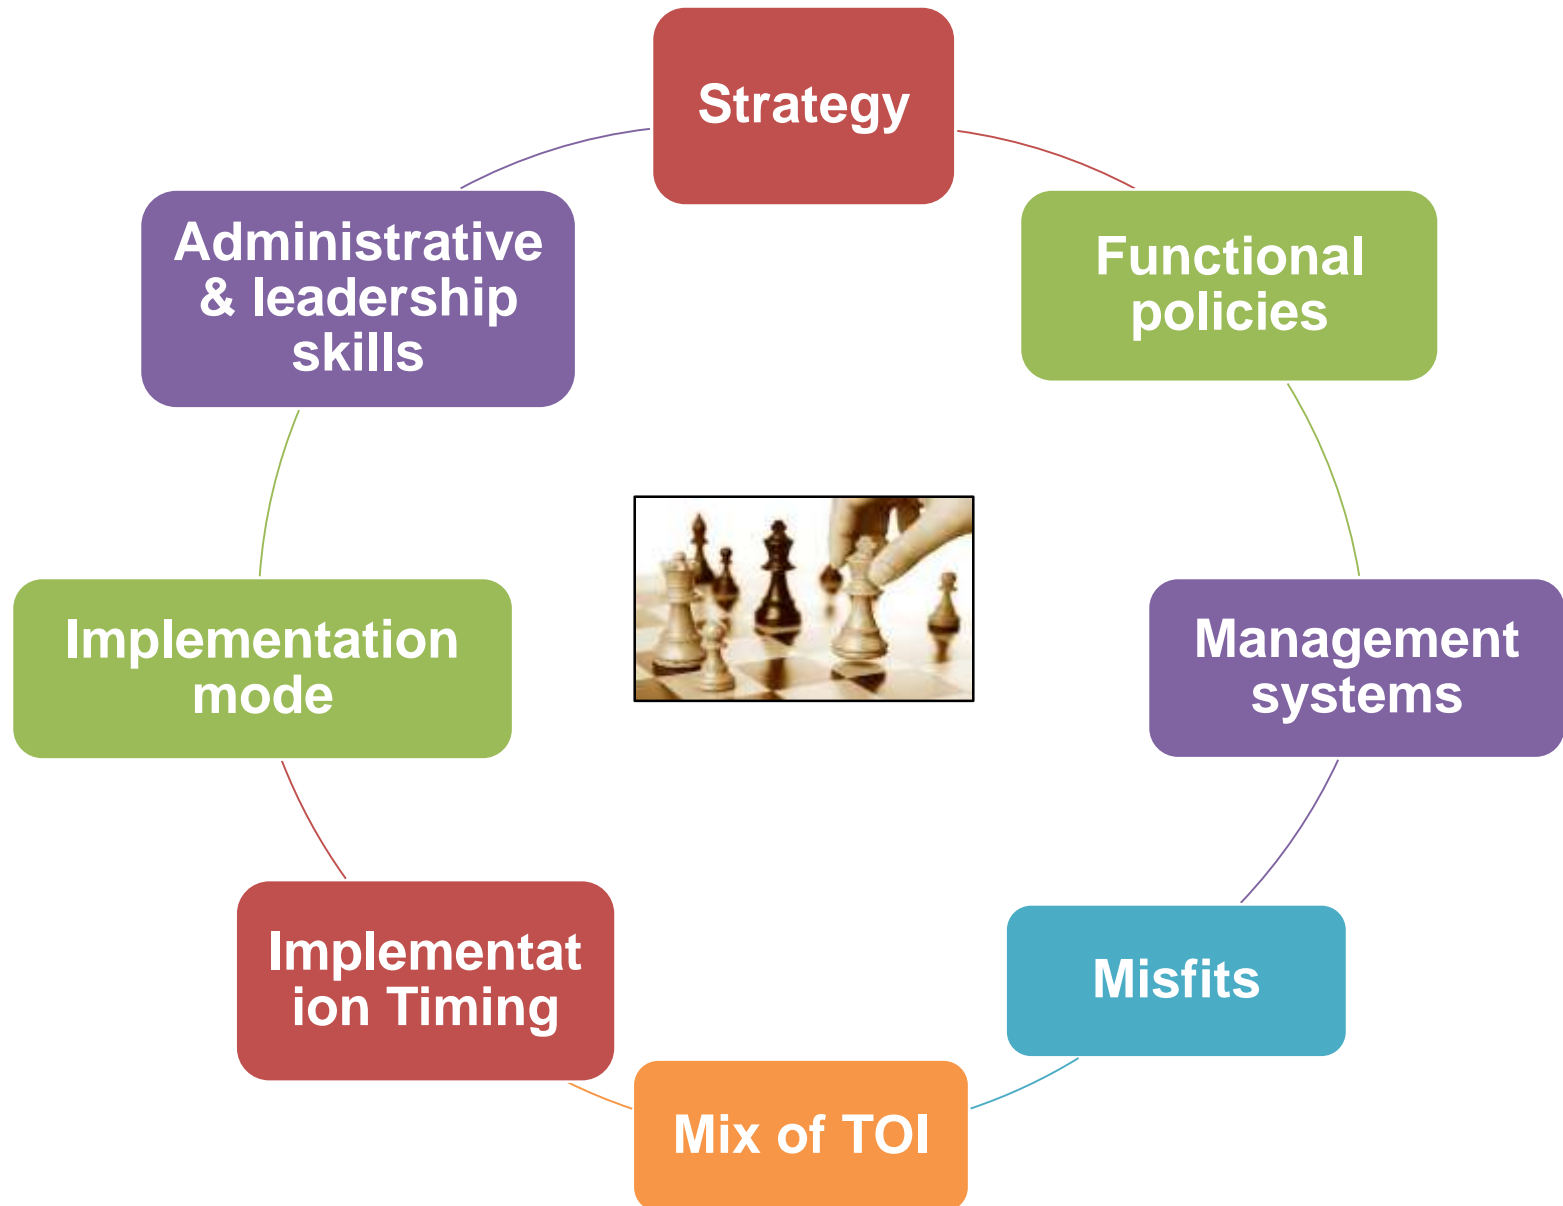 Strategy
Functional
policies
Management
systems
Misfits
Mix of TOI
Implementat
ion Timing
Implementation
mode
Administrative
& leadership
skills